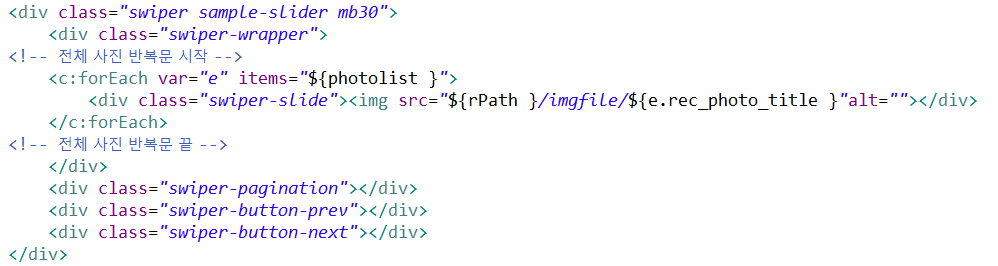 <div class="swiper sample-slider mb30">
    <div class="swiper-wrapper">
<!-- 전체 사진 반복문 시작 -->
    <c:forEach var="e" items="${photolist }">
        <div class="swiper-slide"><img src="${rPath }/imgfile/${e.rec_photo_title }"alt=""></div>
    </c:forEach>
<!-- 전체 사진 반복문 끝 -->
    </div>
    <div class="swiper-pagination"></div>
    <div class="swiper-button-prev"></div>
    <div class="swiper-button-next"></div>
</div>